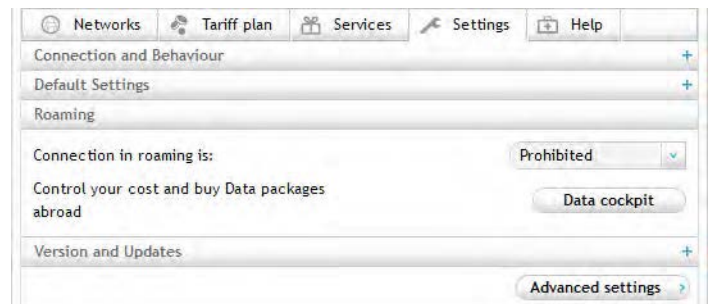 Networks Tariff plan Services Settings Help
Connection and Behaviour +
Default Settings +
Roaming
Connection in roaming is: Prohibited
Control your cost and buy Data packages
abroad
Data cockpit
Version and Updates +
Advanced settings >